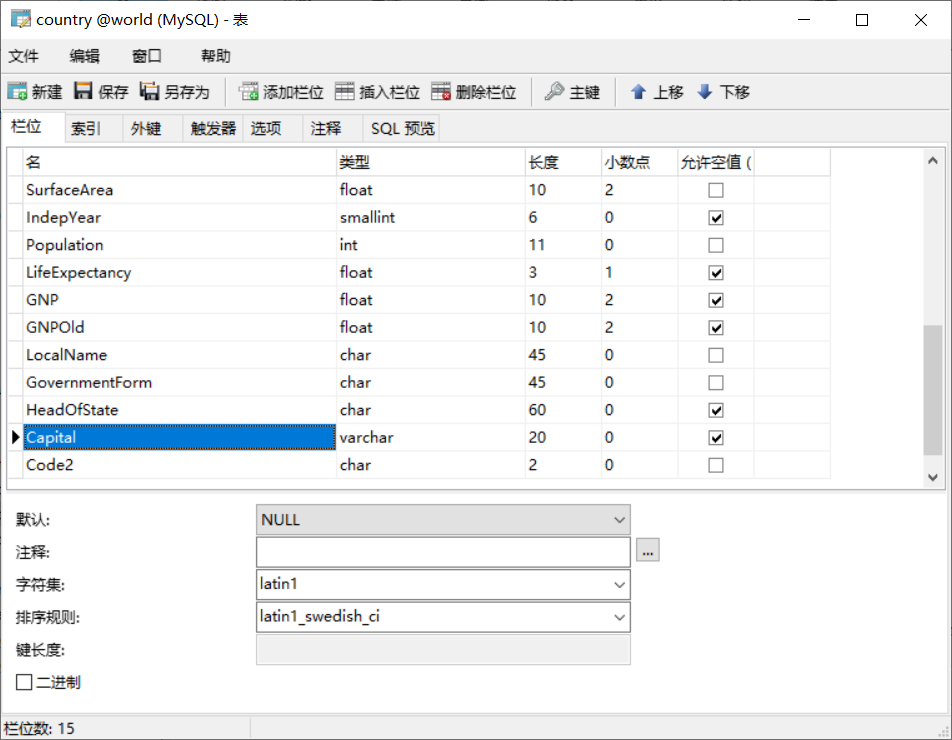 country @world (MySQL) - 表
文件 编辑 窗口 帮助
新建 保存 另存为 添加栏位 插入栏位 删除栏位 主键 上移 下移
栏位 索引 外键 触发器 选项 注释 SQL 预览
名 类型 长度 小数点 允许空值 (
SurfaceArea float 10 2
IndepYear smallint 6 0
Population int 11 0
LifeExpectancy float 3 1
GNP float 10 2
GNPOld float 10 2
LocalName char 45 0
GovernmentForm char 45 0
HeadOfState char 60 0
Capital varchar 20 0
Code2 char 2 0
默认: NULL
注释: ...
字符集: latin1
排序规则: latin1_swedish_ci
键长度:
二进制
栏位数: 15